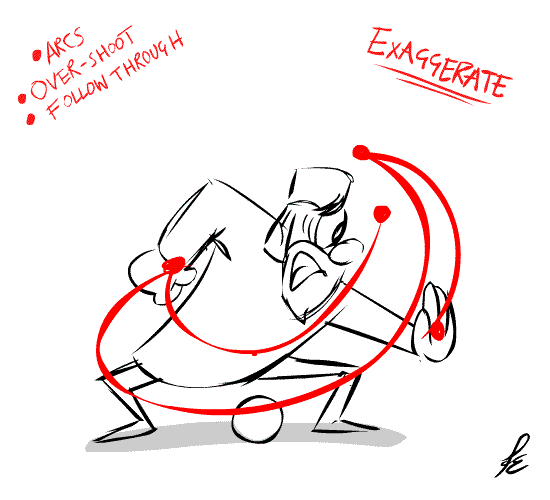 ARCS
OVER-SHOOT
FOLLOW THROUGH
EXAGGERATE